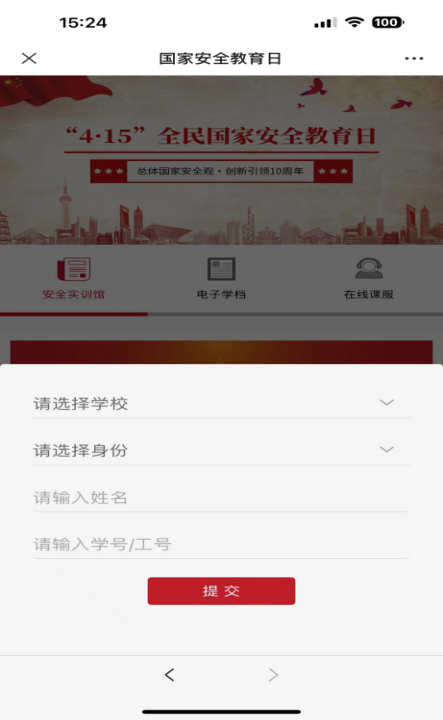 15:24
100
国家安全教育日
“4·15”全民国家安全教育日
总体国家安全观·创新引领10周年
安全实训馆
电子学档
在线课服
请选择学校
请选择身份
请输入姓名
请输入学号/工号
提交